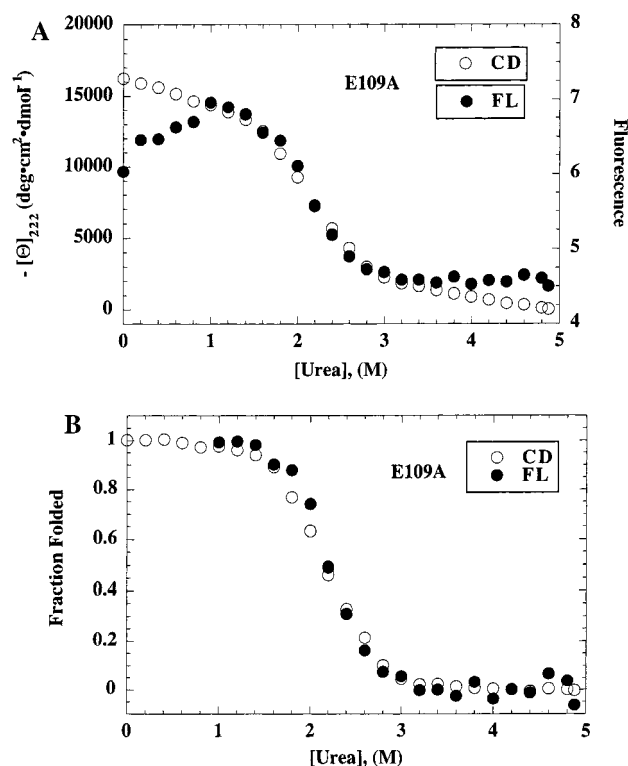 A
20000
15000
10000
5000
0
- [Θ]222 (deg•cm2•dmol-1)
E109A
CD
FL
8
7
6
5
4
Fluorescence
0 1 2 3 4 5
[Urea], (M)
B
1
0.8
0.6
0.4
0.2
0
Fraction Folded
E109A
CD
FL
0 1 2 3 4 5
[Urea], (M)